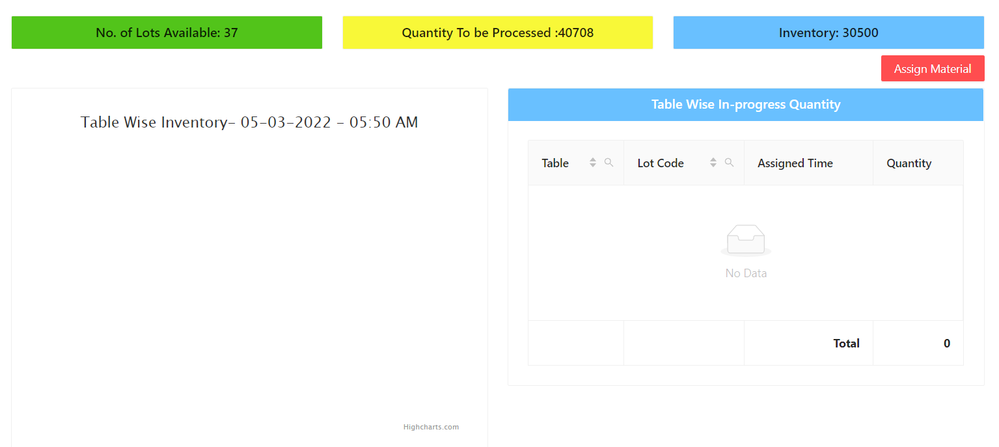 No. of Lots Available: 37
Quantity To be Processed :40708
Inventory: 30500
Assign Material
Table Wise Inventory- 05-03-2022 - 05:50 AM
Highcharts.com
Table Wise In-progress Quantity
Table Lot Code Assigned Time Quantity
No Data
Total 0